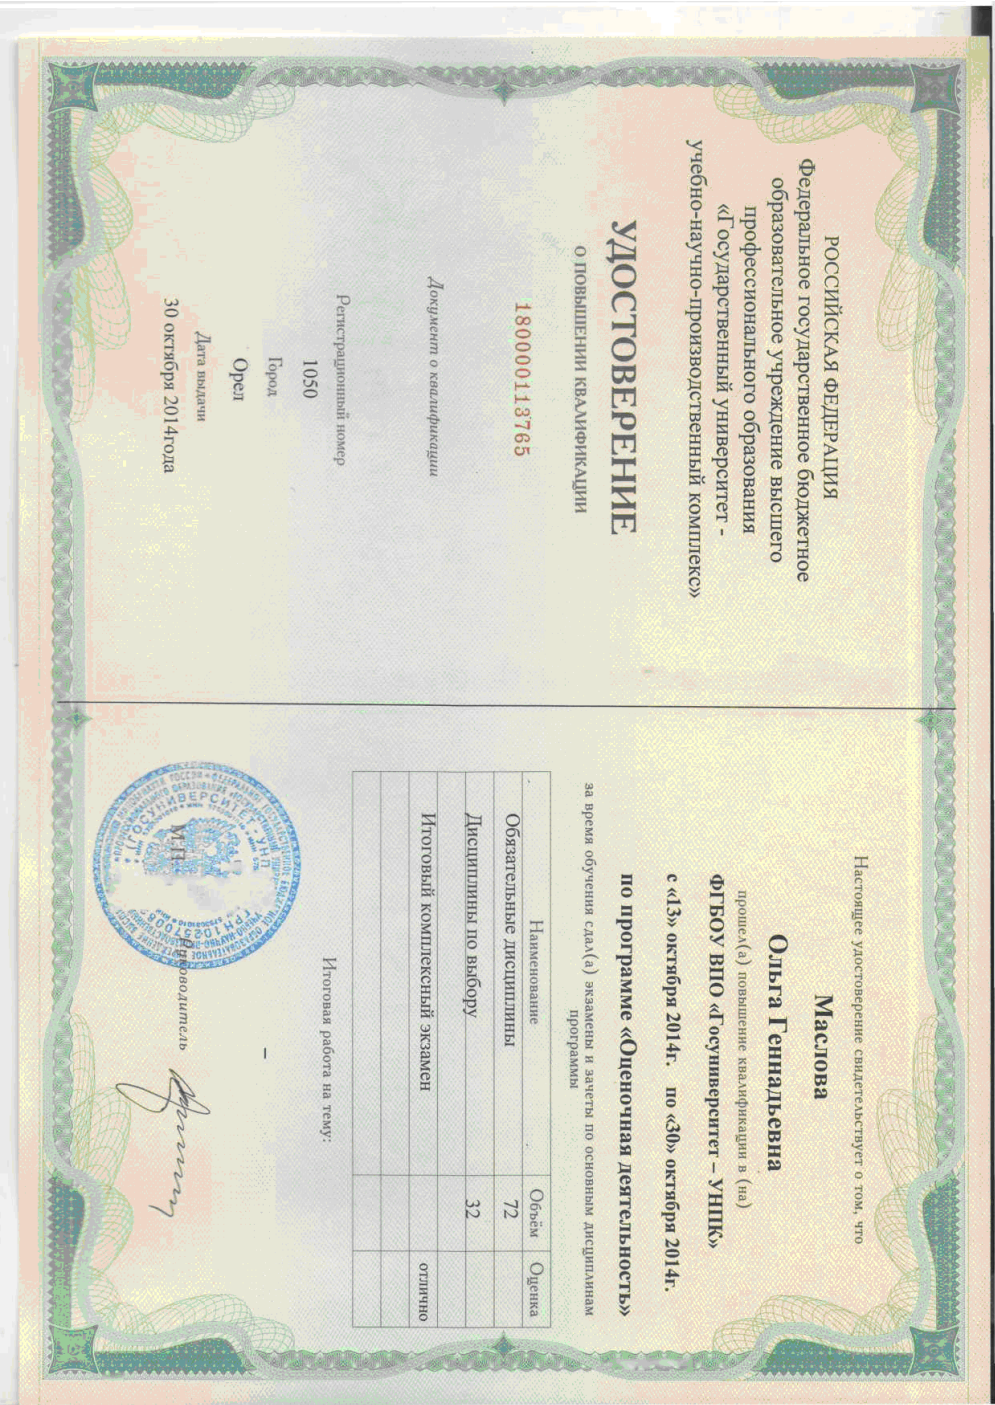 РОССИЙСКАЯ ФЕДЕРАЦИЯ
Федеральное государственное бюджетное
образовательное учреждение высшего
профессионального образования
«Государственный университет -
учебно-научно-производственный комплекс»
УДОСТОВЕРЕНИЕ
О ПОВЫШЕНИИ КВАЛИФИКАЦИИ
180000113765
Документ о квалификации
Регистрационный номер
1050
Город
Орел
Дата выдачи
30 октября 2014года
Настоящее удостоверение свидетельствует о том, что
Маслова
Ольга Геннадьевна
прошел(а) повышение квалификации в (на)
ФГБОУ ВПО «Госуниверситет – УНПК»
с «13» октября 2014г. по «30» октября 2014г.
по программе «Оценочная деятельность»
за время обучения сдал(а) экзамены и зачеты по основным дисциплинам
программы
Наименование Объём Оценка
Обязательные дисциплины 72
Дисциплины по выбору 32
Итоговый комплексный экзамен отлично
Итоговая работа на тему:
–
М.П.
Руководитель
«ГОСУНИВЕРСИТЕТ - УНПК»